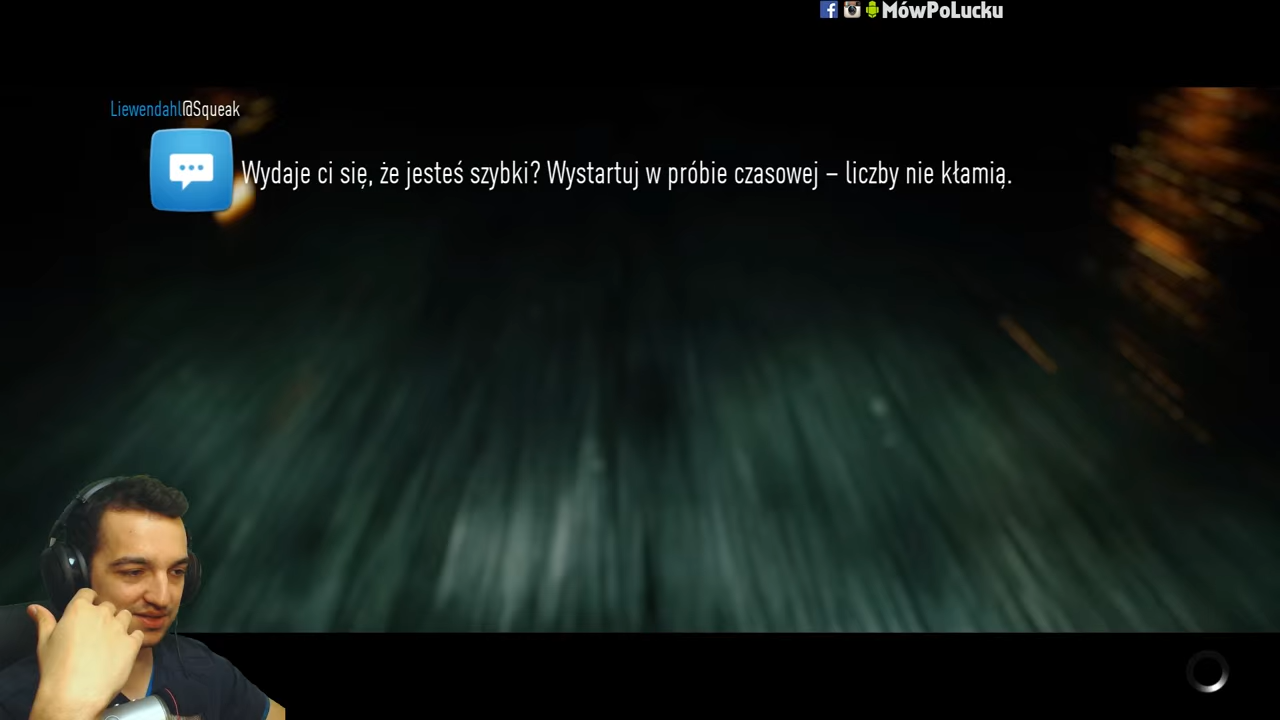 MówPoLucku
Liewendahl@Squeak
Wydaje ci się, że jesteś szybki? Wystartuj w próbie czasowej – liczby nie kłamią.